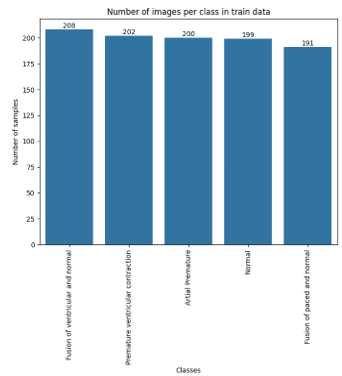 Number of images per class in train data
208
202
200
199
191
Number of samples
200
175
150
125
100
75
50
25
0
Fusion of ventricular and normal
Premature ventricular contraction
Artial Premature
Normal
Fusion of paced and normal
Classes